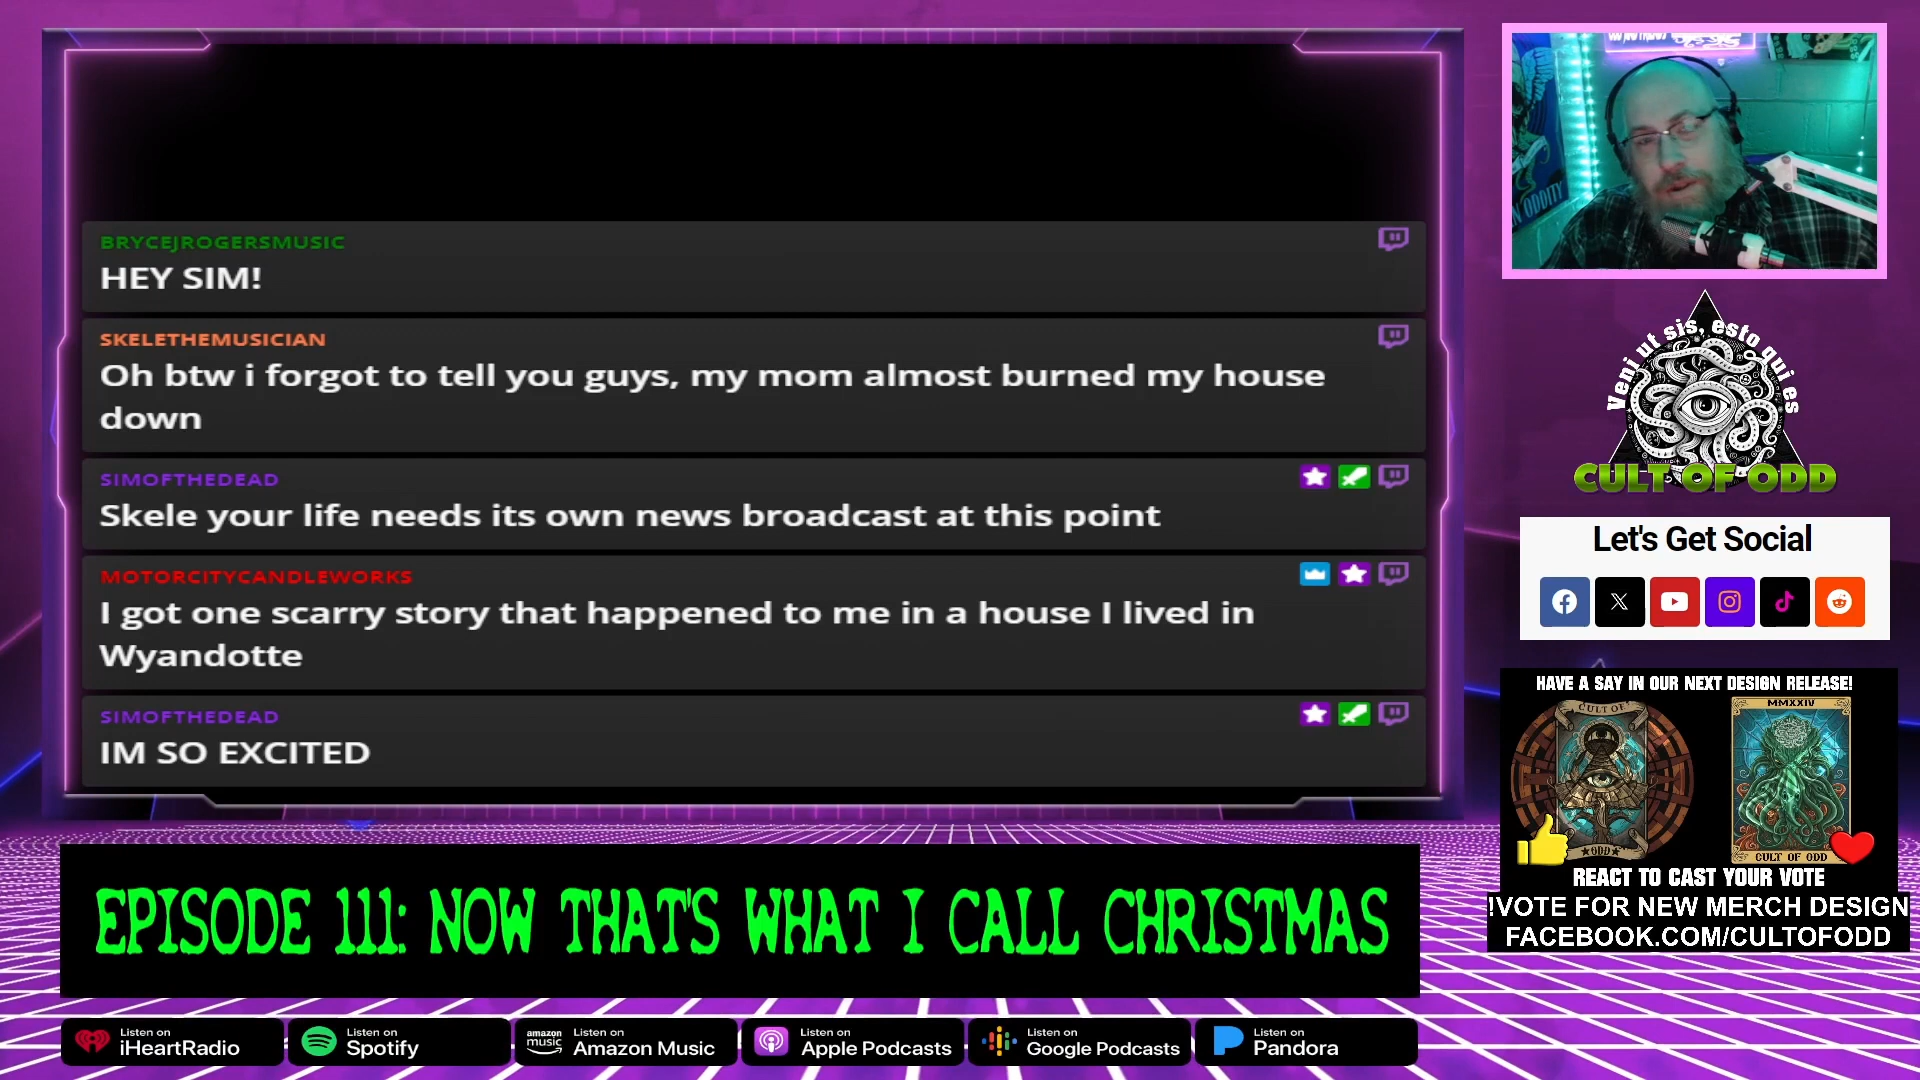 BRYCEJROGERSMUSIC
HEY SIM!
SKELETHEMUSICIAN
Oh btw i forgot to tell you guys, my mom almost burned my house
down
SIMOFTHEDEAD
Skele your life needs its own news broadcast at this point
MOTORCITYCANDLEWORKS
I got one scarry story that happened to me in a house I lived in
Wyandotte
SIMOFTHEDEAD
IM SO EXCITED
EPISODE 111: NOW THAT'S WHAT I CALL CHRISTMAS
Listen on
iHeartRadio
Listen on
Spotify
amazon
music
Listen on
Amazon Music
Listen on
Apple Podcasts
Listen on
Google Podcasts
Listen on
Pandora
ODDITY
Veni ut sis, esto qui es
CULT OF ODD
Let's Get Social
HAVE A SAY IN OUR NEXT DESIGN RELEASE!
CULT OF
ODD
MMXXIV
CULT OF ODD
REACT TO CAST YOUR VOTE
!VOTE FOR NEW MERCH DESIGN
FACEBOOK.COM/CULTOFODD